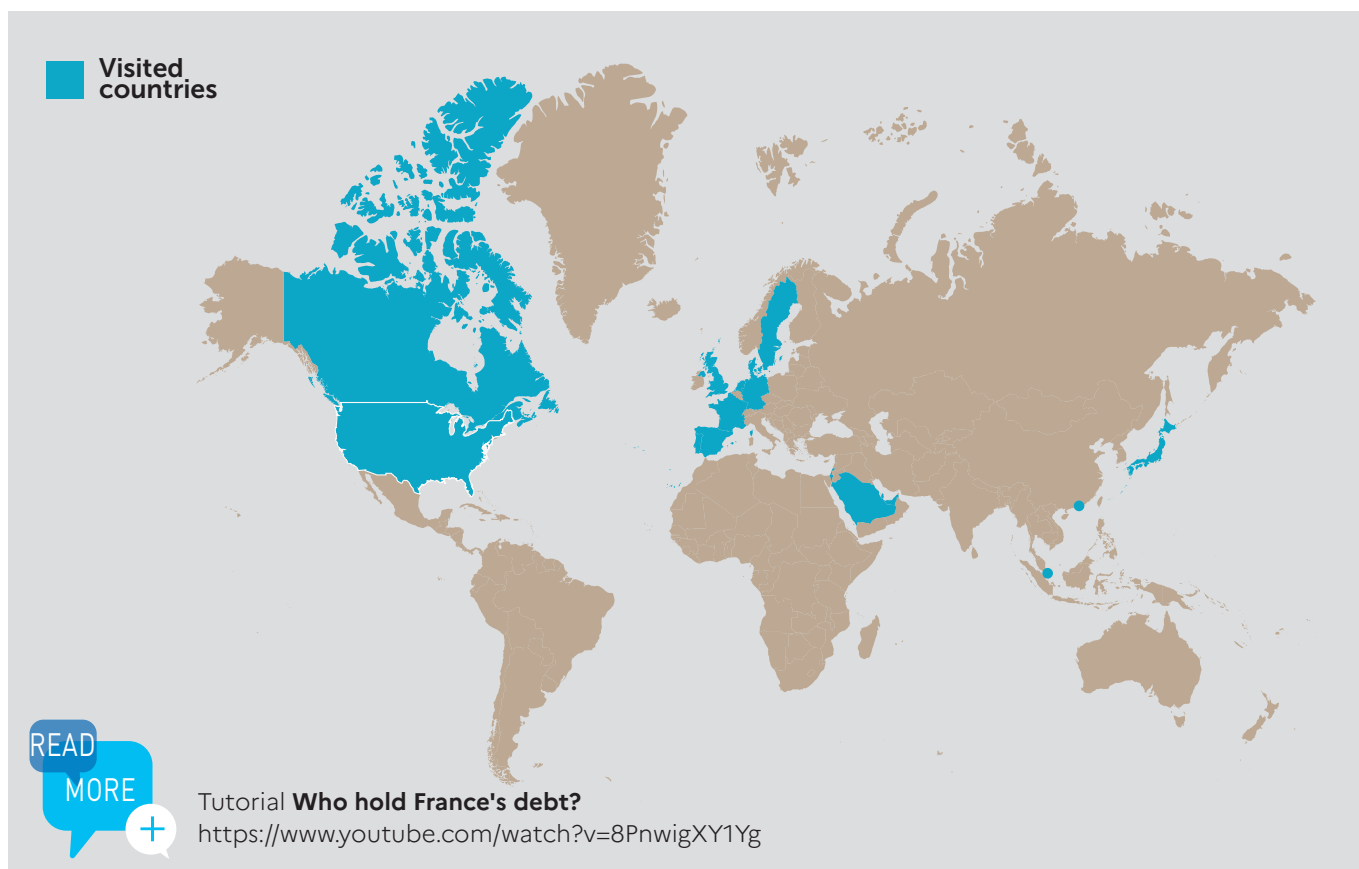 Visited
countries
READ
MORE
Tutorial Who hold France's debt?
https://www.youtube.com/watch?v=8PnwigXY1Yg